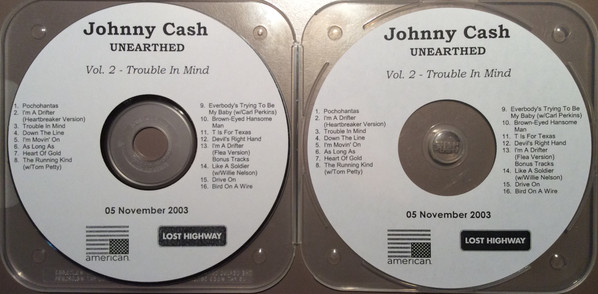 Johnny Cash
UNEARTHED
Vol. 2 - Trouble In Mind
1. Pochohantas
2. I'm A Drifter
(Heartbreaker Version)
3. Trouble In Mind
4. Down The Line
5. I'm Movin' On
6. As Long As
7. Heart Of Gold
8. The Running Kind
(w/Tom Petty)
9. Everbody's Trying To Be
My Baby (w/Carl Perkins)
10. Brown-Eyed Hansome
Man
11. T Is For Texas
12. Devil's Right Hand
13. I'm A Drifter
(Flea Version)
Bonus Tracks
14. Like A Soldier
(w/Willie Nelson)
15. Drive On
16. Bird On A Wire
05 November 2003
american
LOST HIGHWAY
Johnny Cash
UNEARTHED
Vol. 2 - Trouble In Mind
1. Pochohantas
2. I'm A Drifter
(Heartbreaker Version)
3. Trouble In Mind
4. Down The Line
5. I'm Movin' On
6. As Long As
7. Heart Of Gold
8. The Running Kind
(w/Tom Petty)
9. Everbody's Trying To Be
My Baby (w/Carl Perkins)
10. Brown-Eyed Hansome
Man
11. T Is For Texas
12. Devil's Right Hand
13. I'm A Drifter
(Flea Version)
Bonus Tracks
14. Like A Soldier
(w/Willie Nelson)
15. Drive On
16. Bird On A Wire
05 November 2003
american
LOST HIGHWAY